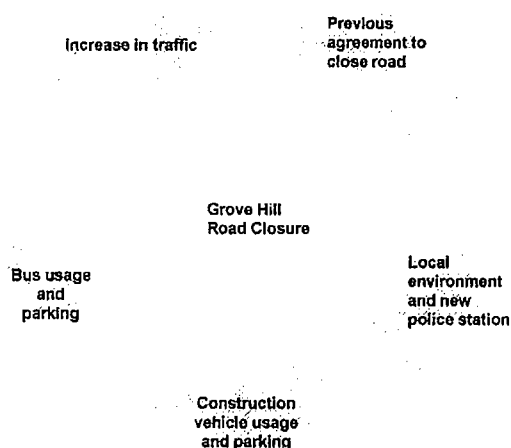 Increase in traffic
Previous
agreement to
close road
Grove Hill
Road Closure
Bus usage
and
parking
Local
environment
and new
police station
Construction
vehicle usage
and parking